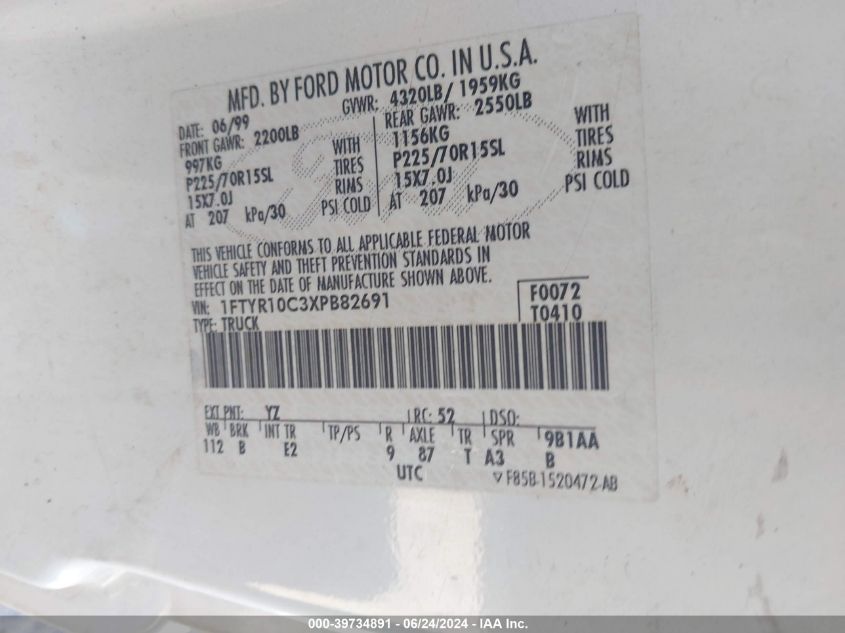 MFD. BY FORD MOTOR CO. IN U.S.A.
DATE: 06/99 GVWR: 4320LB/ 1959KG
FRONT GAWR: 2200LB REAR GAWR: 2550LB
997KG WITH 1156KG WITH
P225/70R15SL TIRES P225/70R15SL TIRES
15X7.0J RIMS 15X7.0J RIMS
AT 207 kPa/30 PSI COLD AT 207 kPa/30 PSI COLD
THIS VEHICLE CONFORMS TO ALL APPLICABLE FEDERAL MOTOR
VEHICLE SAFETY AND THEFT PREVENTION STANDARDS IN
EFFECT ON THE DATE OF MANUFACTURE SHOWN ABOVE.
VIN: 1FTYR10C3XPB82691 F0072
TYPE: TRUCK T0410
EXT PNT: YZ RC: 52 DSO:
WB BRK INT TR TP/PS R AXLE TR SPR 9B1AA
112 B E2 9 87 T A3 B
UTC F85B-1520472-AB
000-39734891 - 06/24/2024 - IAA Inc.